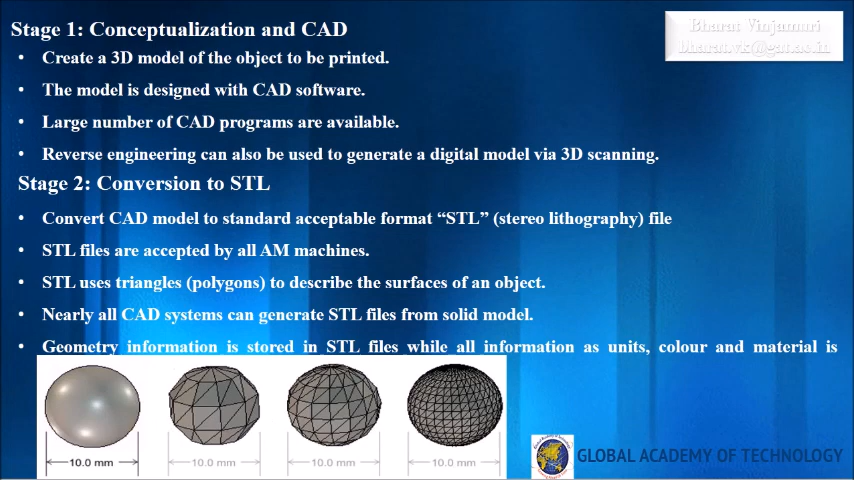 Stage 1: Conceptualization and CAD
• Create a 3D model of the object to be printed.
• The model is designed with CAD software.
• Large number of CAD programs are available.
• Reverse engineering can also be used to generate a digital model via 3D scanning.
Stage 2: Conversion to STL
• Convert CAD model to standard acceptable format “STL” (stereo lithography) file
• STL files are accepted by all AM machines.
• STL uses triangles (polygons) to describe the surfaces of an object.
• Nearly all CAD systems can generate STL files from solid model.
• Geometry information is stored in STL files while all information as units, colour and material is
Bharat Vinjamuri
10.0 mm
10.0 mm
10.0 mm
10.0 mm
GLOBAL ACADEMY OF TECHNOLOGY